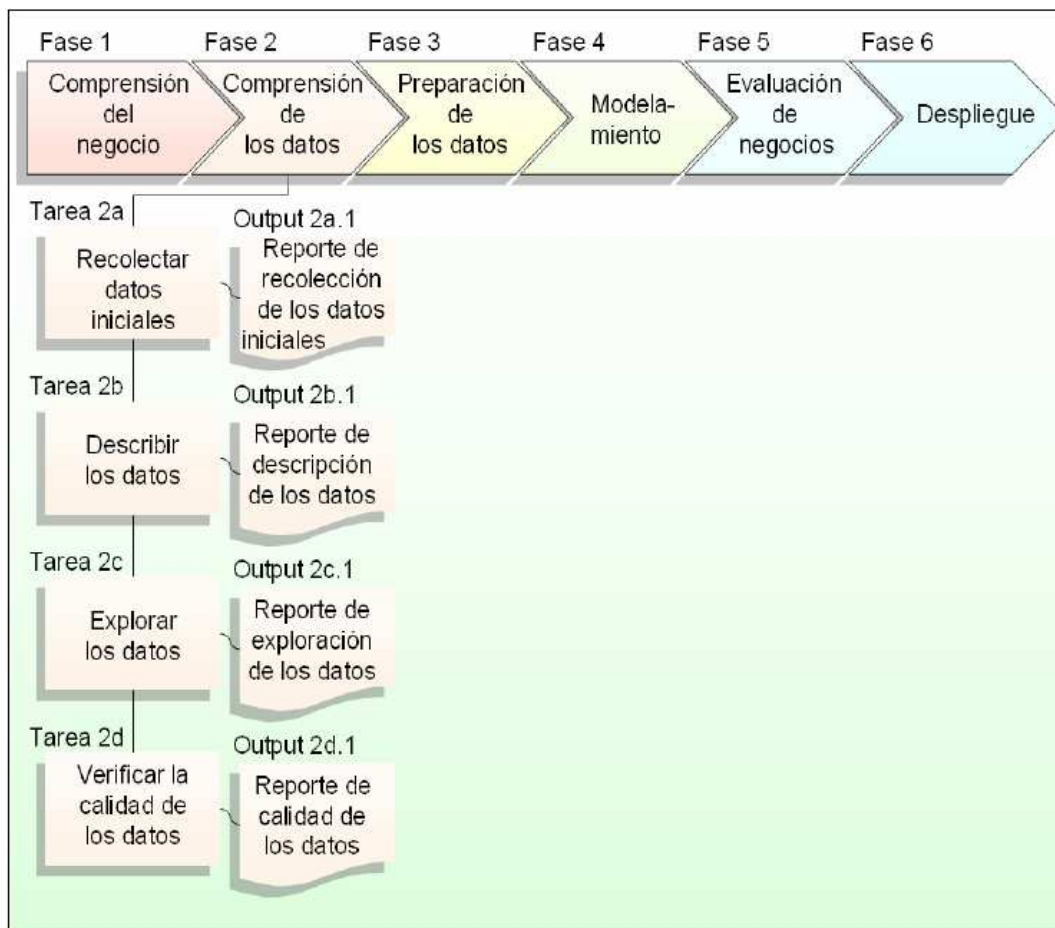 Fase 1
Fase 2
Fase 3
Fase 4
Fase 5
Fase 6
Comprensión
del
negocio
Comprensión
de
los datos
Preparación
de
los datos
Modela-
miento
Evaluación
de
negocios
Despliegue
Tarea 2a
Recolectar
datos
iniciales
Output 2a.1
Reporte de
recolección
de los datos
iniciales
Tarea 2b
Describir
los datos
Output 2b.1
Reporte de
descripción
de los datos
Tarea 2c
Explorar
los datos
Output 2c.1
Reporte de
exploración
de los datos
Tarea 2d
Verificar la
calidad de
los datos
Output 2d.1
Reporte de
calidad de
los datos